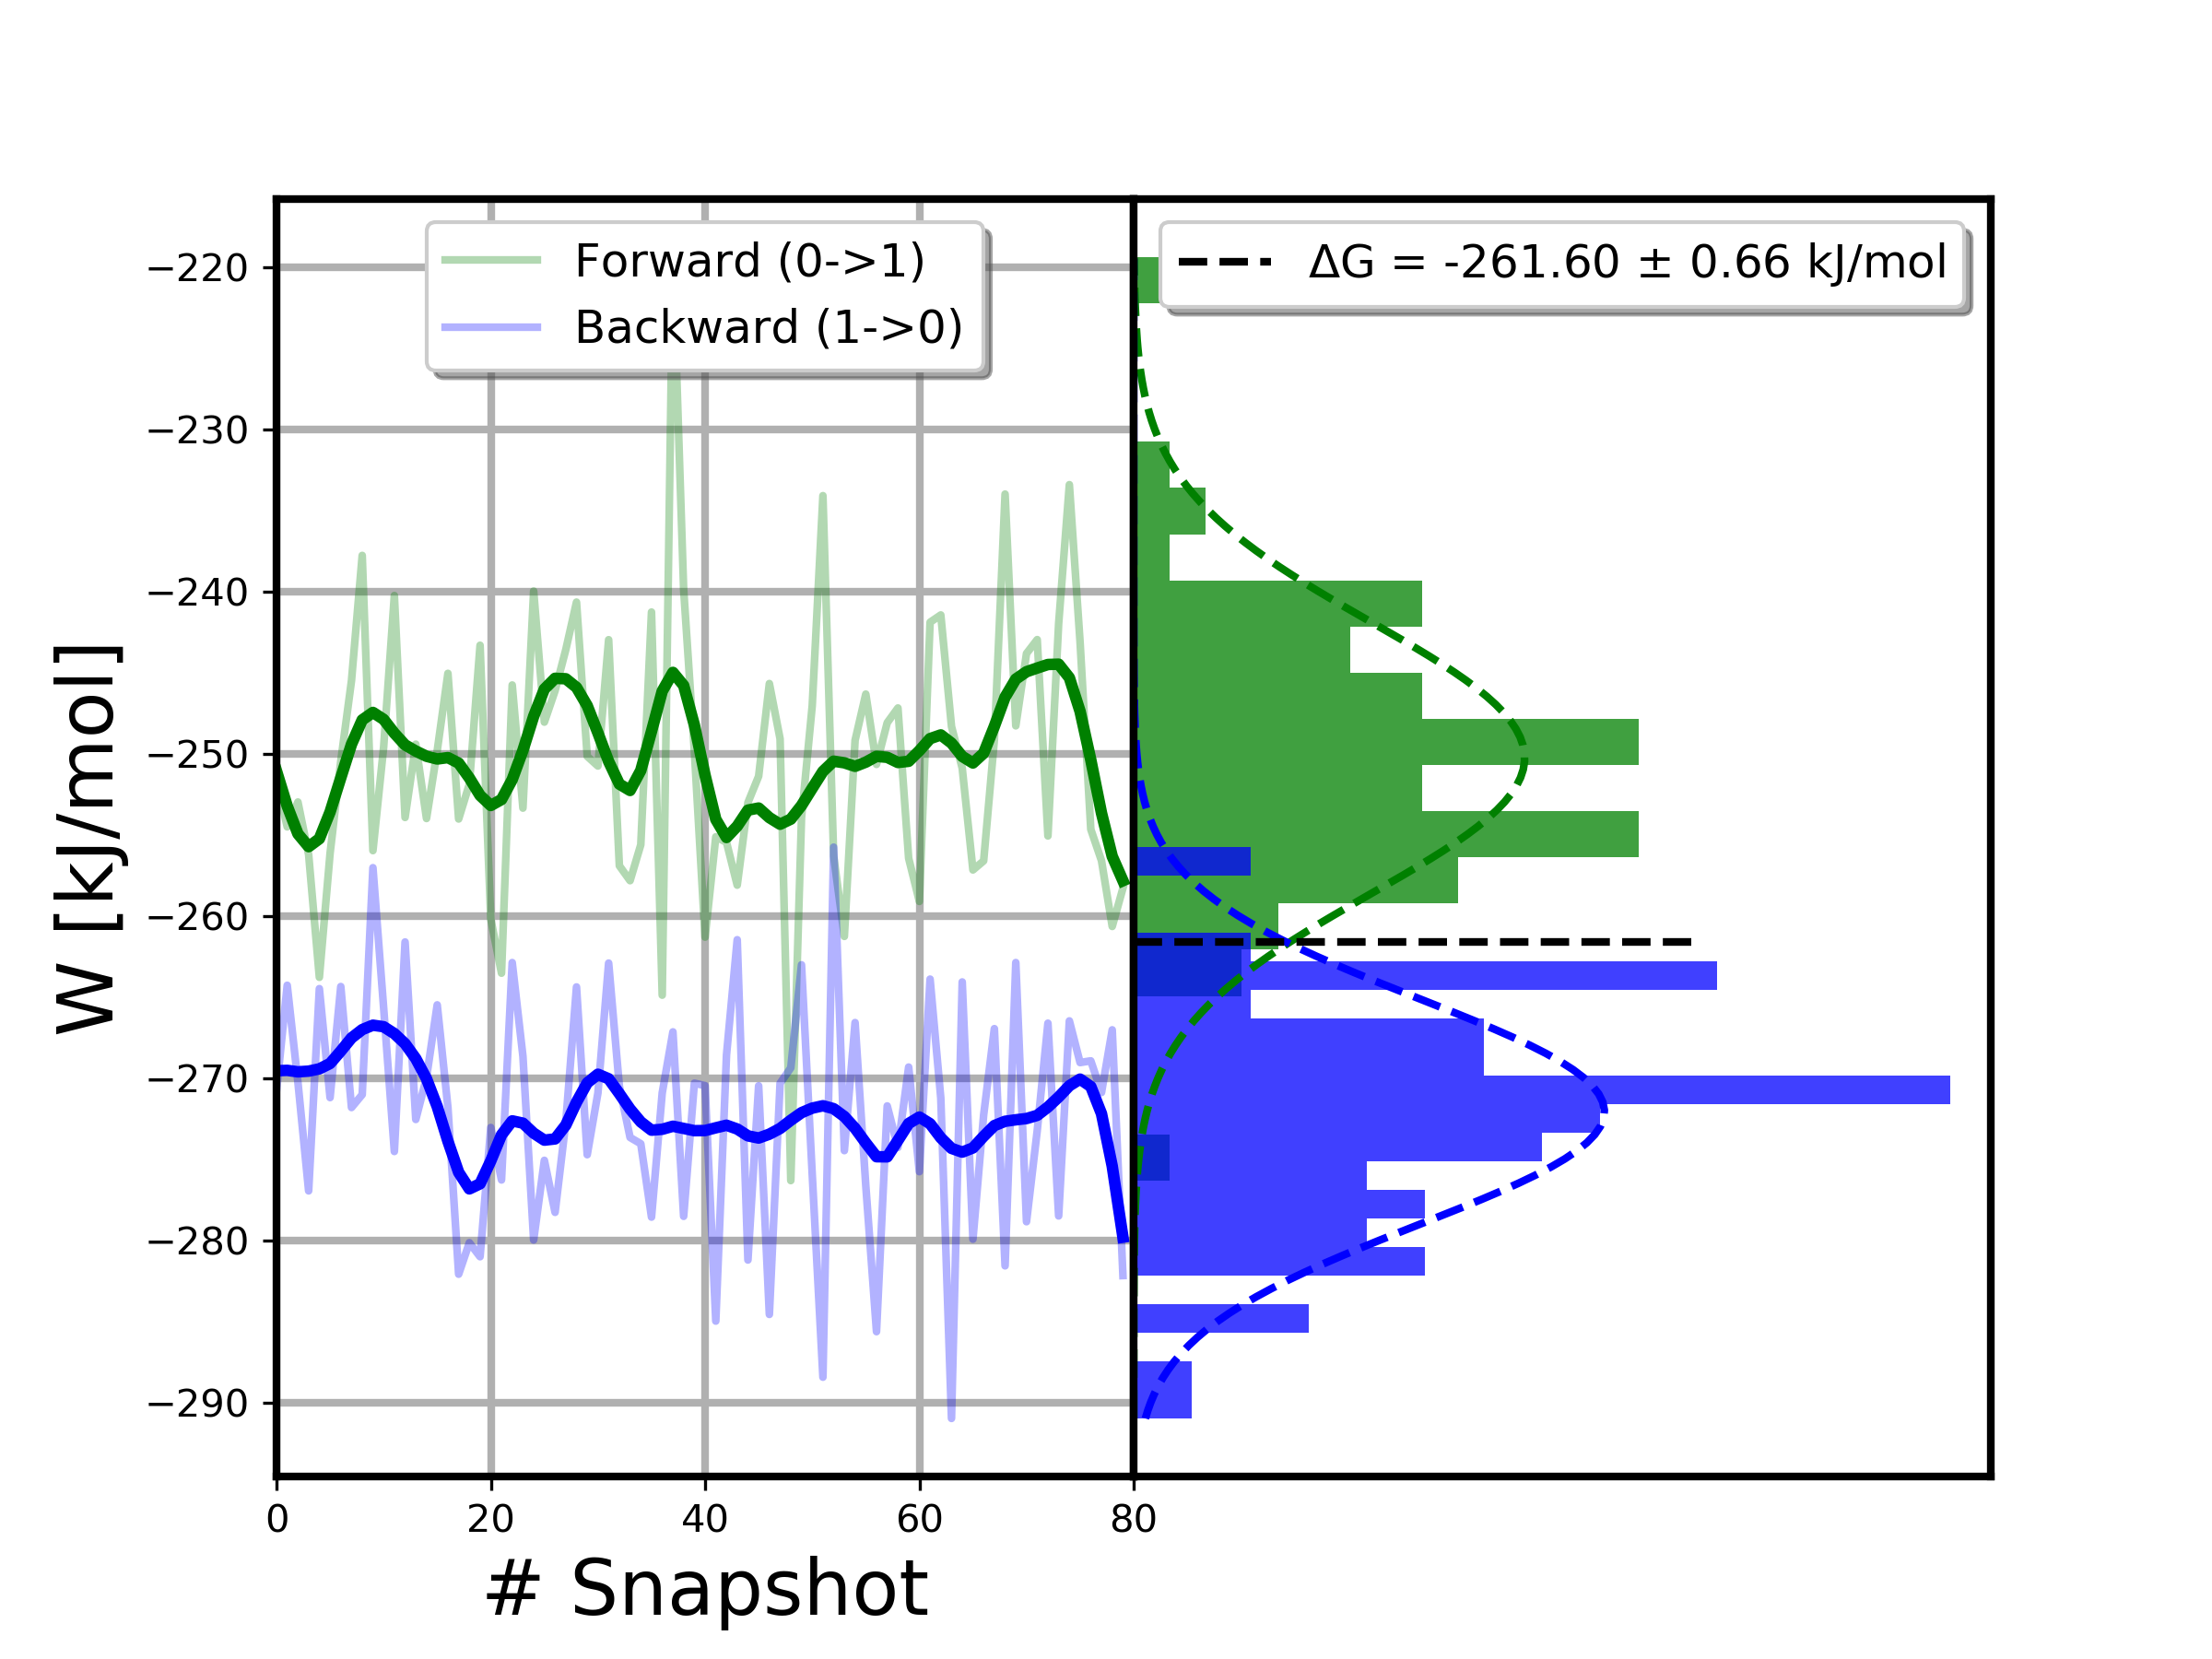 Forward (0->1)
Backward (1->0)
ΔG = -261.60 ± 0.66 kJ/mol
−220
−230
−240
−250
−260
−270
−280
−290
W [kJ/mol]
0 20 40 60 80
# Snapshot